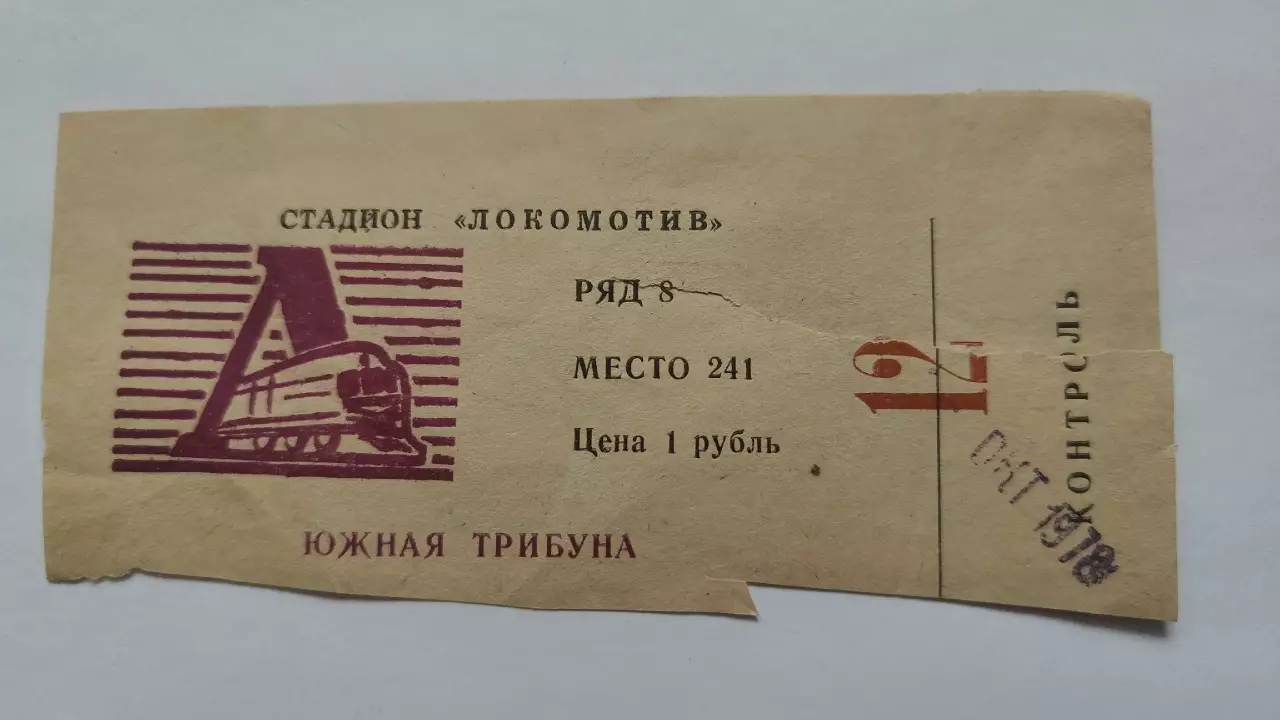 СТАДИОН «ЛОКОМОТИВ»
РЯД 8
МЕСТО 241
Цена 1 рубль
ЮЖНАЯ ТРИБУНА
12
КОНТРОЛЬ
ОКТ 1978